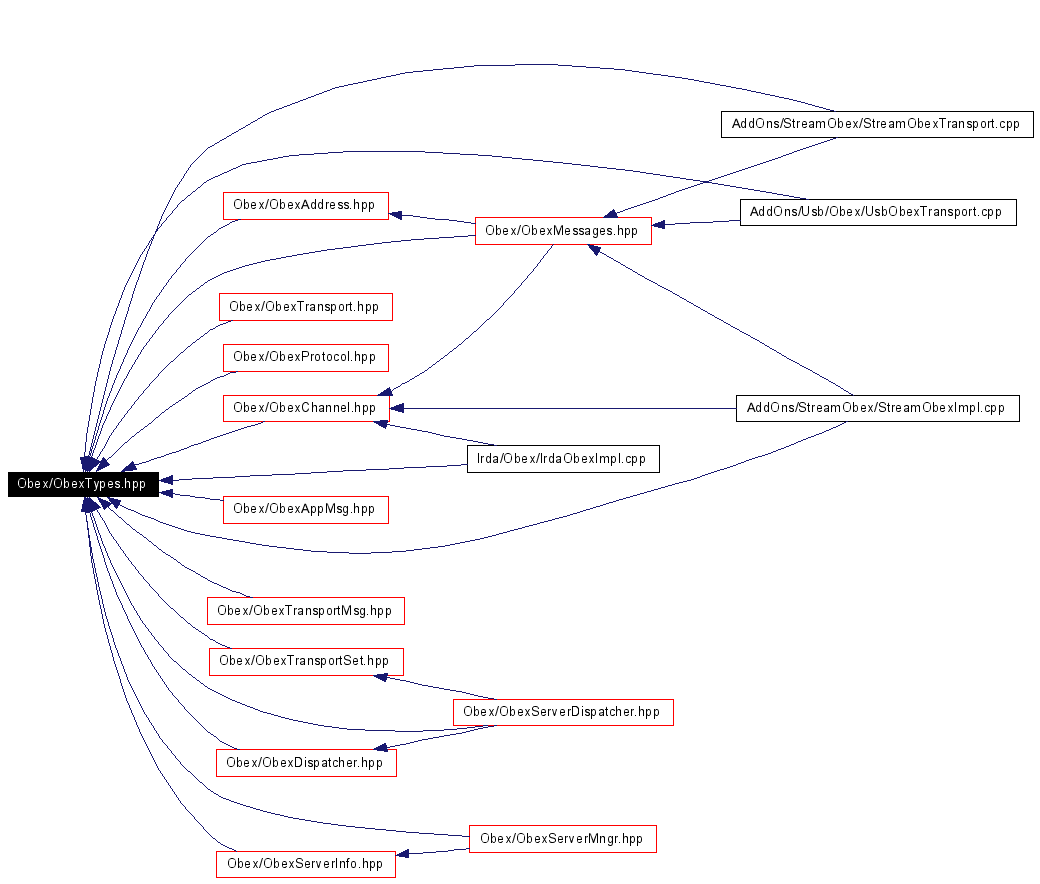 AddOns/StreamObex/StreamObexTransport.cpp
Obex/ObexAddress.hpp
AddOns/Usb/Obex/UsbObexTransport.cpp
Obex/ObexMessages.hpp
Obex/ObexTransport.hpp
Obex/ObexProtocol.hpp
Obex/ObexChannel.hpp
AddOns/StreamObex/StreamObexImpl.cpp
Irda/Obex/IrdaObexImpl.cpp
Obex/ObexTypes.hpp
Obex/ObexAppMsg.hpp
Obex/ObexTransportMsg.hpp
Obex/ObexTransportSet.hpp
Obex/ObexServerDispatcher.hpp
Obex/ObexDispatcher.hpp
Obex/ObexServerMngr.hpp
Obex/ObexServerInfo.hpp